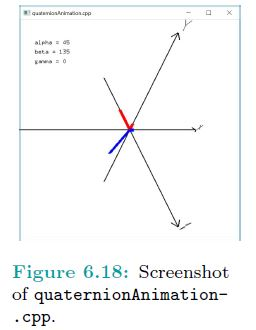 quaternionAnimation.cpp
alpha = 45
beta = 135
gamma = 0
Y
X
Figure 6.18: Screenshot
of quaternionAnimation-
.cpp.